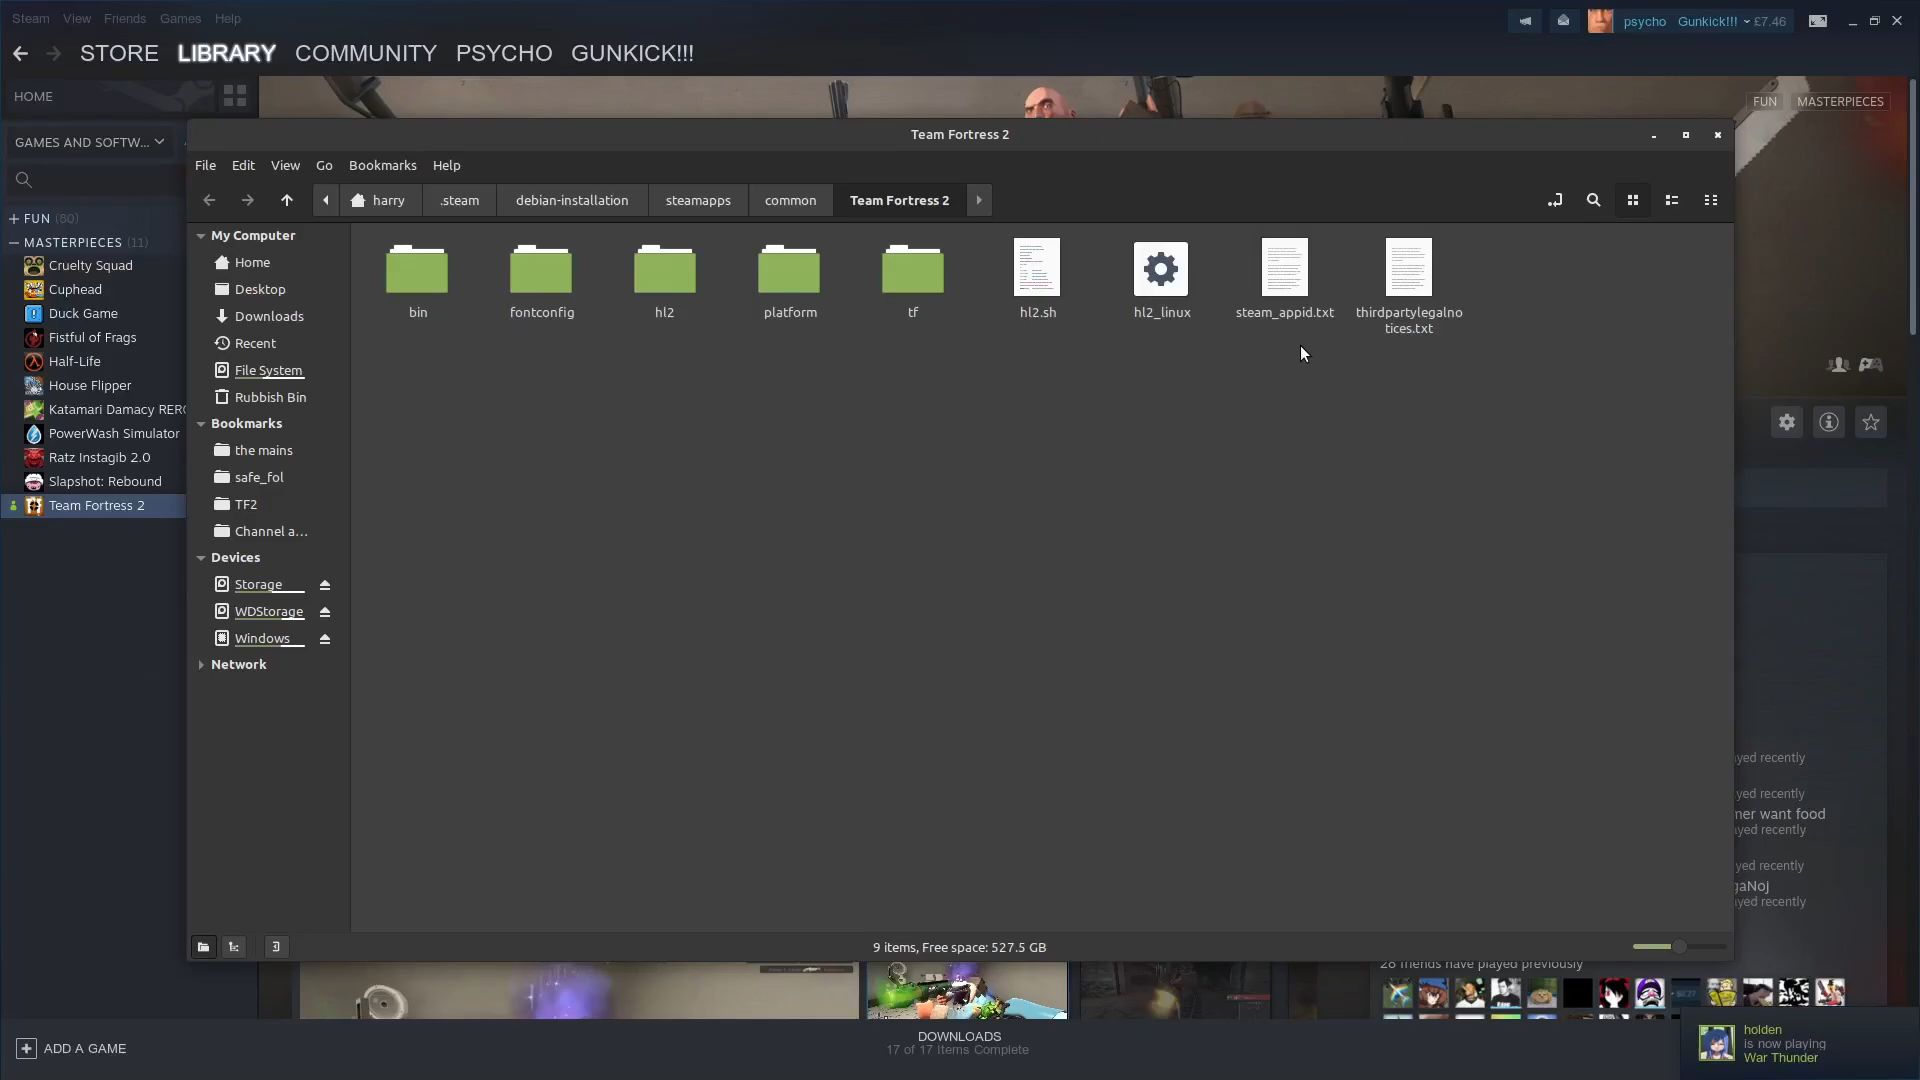 Steam View Friends Games Help
psycho Gunkick!!! £7.46
STORE LIBRARY COMMUNITY PSYCHO GUNKICK!!!
HOME
FUN MASTERPIECES
GAMES AND SOFTW...
FUN (80)
MASTERPIECES (11)
Cruelty Squad
Cuphead
Duck Game
Fistful of Frags
Half-Life
House Flipper
Katamari Damacy RER
PowerWash Simulator
Ratz Instagib 2.0
Slapshot: Rebound
Team Fortress 2
Team Fortress 2
File Edit View Go Bookmarks Help
harry .steam debian-installation steamapps common Team Fortress 2
My Computer
Home
Desktop
Downloads
Recent
File System
Rubbish Bin
Bookmarks
the mains
safe_fol
TF2
Channel a...
Devices
Storage
WDStorage
Windows
Network
bin fontconfig hl2 platform tf hl2.sh hl2_linux steam_appid.txt thirdpartylegalno
tices.txt
9 items, Free space: 527.5 GB
yed recently
yed recently
mer want food
ayed recently
yed recently
gaNoj
yed recently
28 friends have played previously
ADD A GAME
DOWNLOADS
17 of 17 Items Complete
holden
is now playing
War Thunder